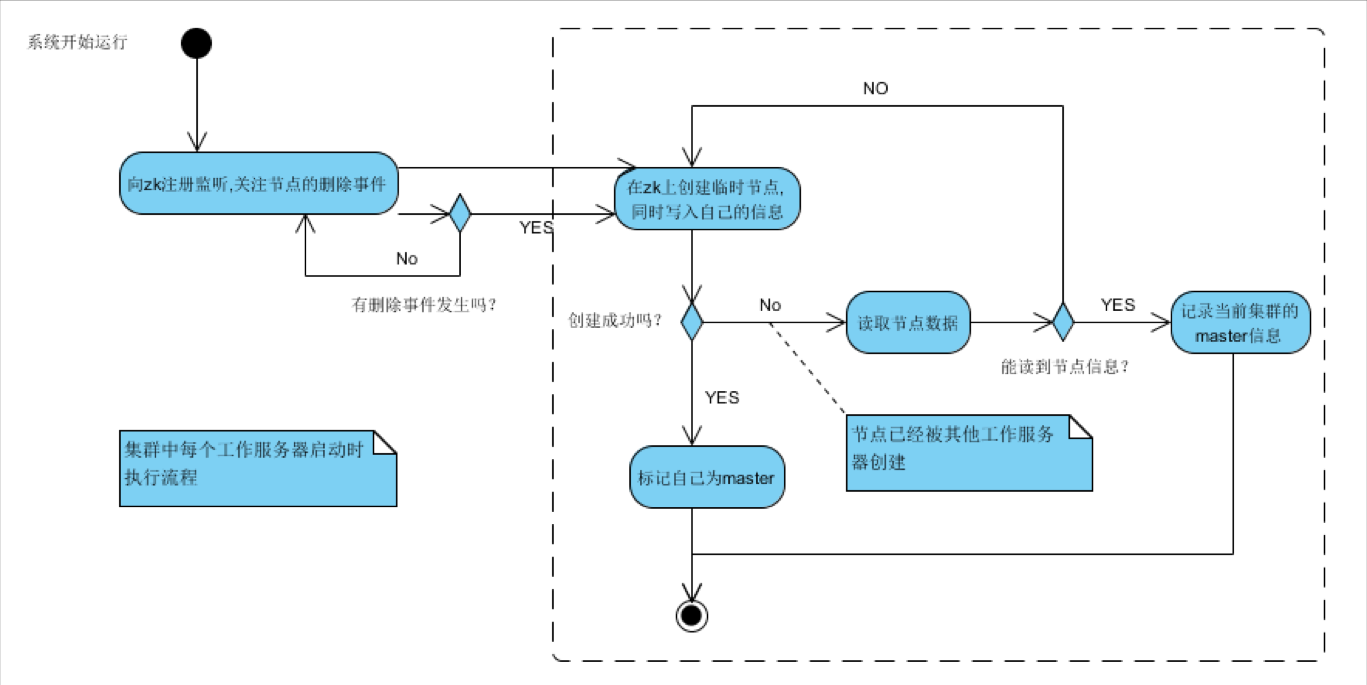 系统开始运行
NO
向zk注册监听,关注节点的删除事件
在zk上创建临时节点,
同时写入自己的信息
YES
No
有删除事件发生吗？
创建成功吗？
No
读取节点数据
YES
记录当前集群的
master信息
能读到节点信息？
YES
节点已经被其他工作服务
器创建
集群中每个工作服务器启动时
执行流程
标记自己为master